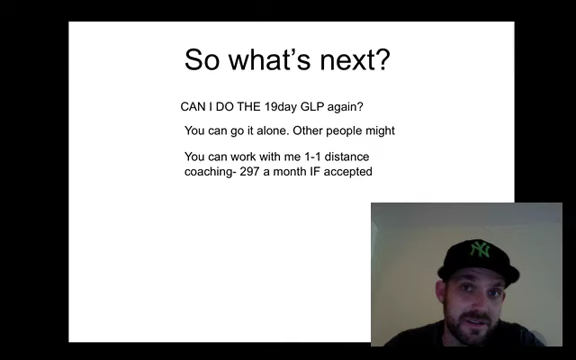 So what's next?
CAN I DO THE 19day GLP again?
You can go it alone. Other people might
You can work with me 1-1 distance
coaching- 297 a month IF accepted
NY